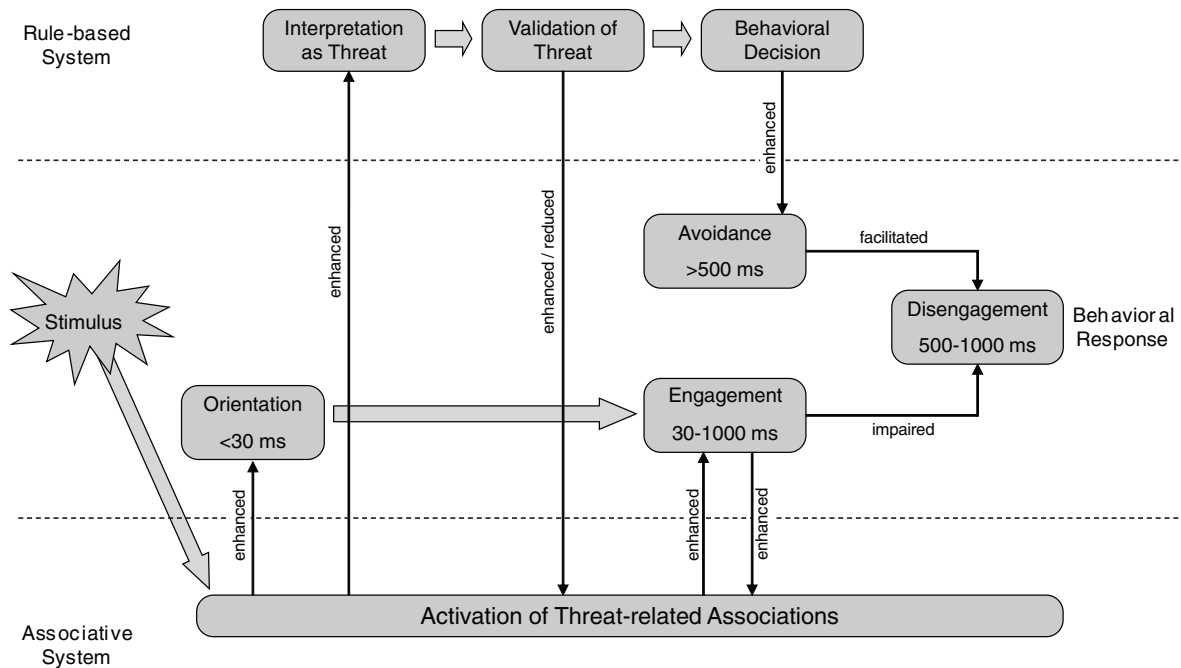 Rule-based
System
Interpretation
as Threat
Validation of
Threat
Behavioral
Decision
enhanced
enhanced
enhanced / reduced
Avoidance
>500 ms
facilitated
Stimulus
Disengagement
500-1000 ms
Behavioral
Response
Orientation
<30 ms
Engagement
30-1000 ms
impaired
enhanced
enhanced
enhanced
Activation of Threat-related Associations
Associative
System